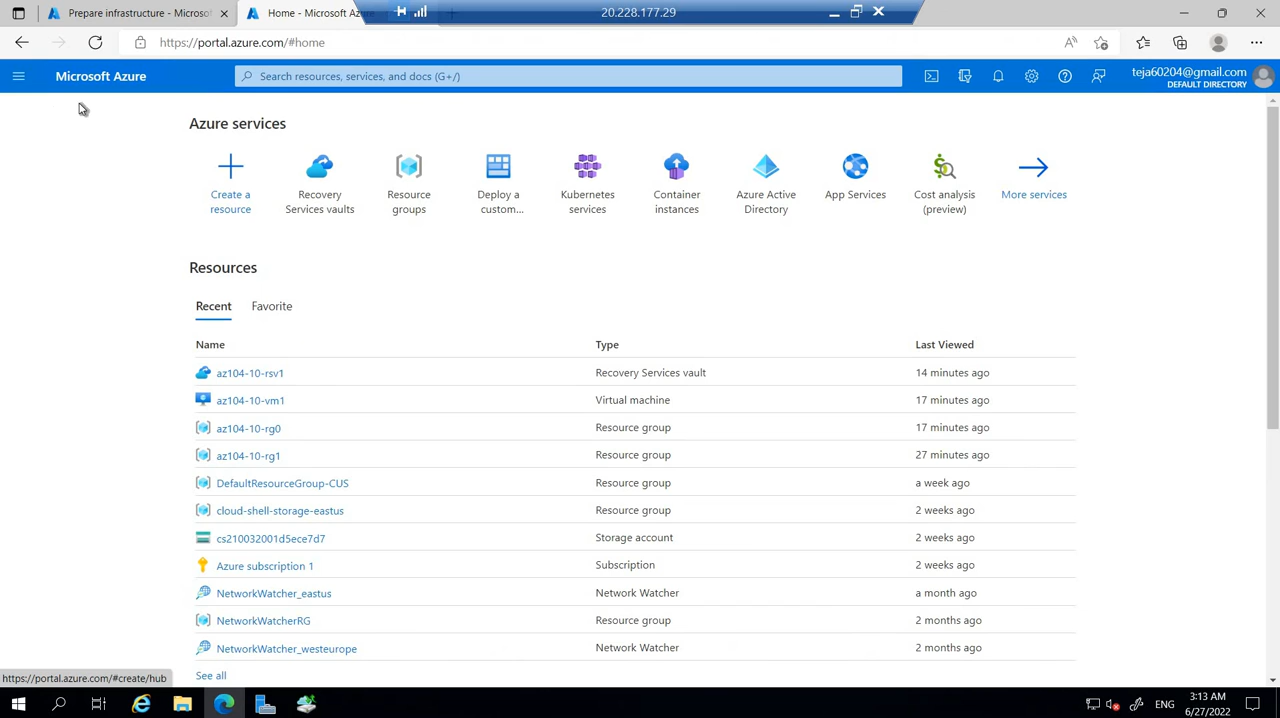 Prepare infrastructure - Microsof
Home - Microsoft Az
20.228.177.29
https://portal.azure.com/#home
Microsoft Azure
Search resources, services, and docs (G+/)
teja60204@gmail.com
DEFAULT DIRECTORY
Azure services
Create a resource
Recovery Services vaults
Resource groups
Deploy a custom...
Kubernetes services
Container instances
Azure Active Directory
App Services
Cost analysis (preview)
More services
Resources
Recent Favorite
Name Type Last Viewed
az104-10-rsv1 Recovery Services vault 14 minutes ago
az104-10-vm1 Virtual machine 17 minutes ago
az104-10-rg0 Resource group 17 minutes ago
az104-10-rg1 Resource group 27 minutes ago
DefaultResourceGroup-CUS Resource group a week ago
cloud-shell-storage-eastus Resource group 2 weeks ago
cs210032001d5ece7d7 Storage account 2 weeks ago
Azure subscription 1 Subscription 2 weeks ago
NetworkWatcher_eastus Network Watcher a month ago
NetworkWatcherRG Resource group 2 months ago
NetworkWatcher_westeurope Network Watcher 2 months ago
See all
https://portal.azure.com/#create/hub
ENG
3:13 AM
6/27/2022